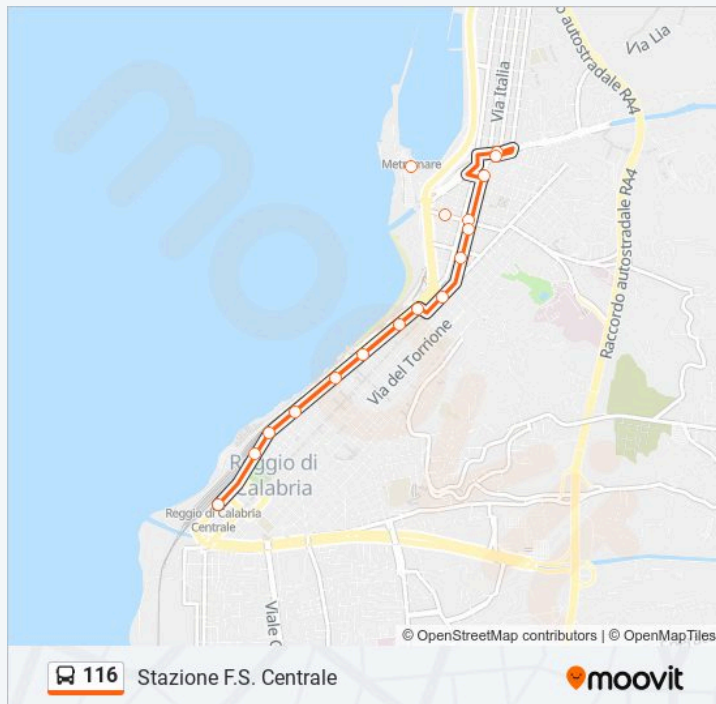 autostradale RA4
Via Lia
Via Italia
Metromare
Raccordo autostradale RA4
Via del Torrione
Reggio di
Calabria
Reggio di Calabria
Centrale
Viale
© OpenStreetMap contributors | © OpenMapTiles
116 Stazione F.S. Centrale
moovit